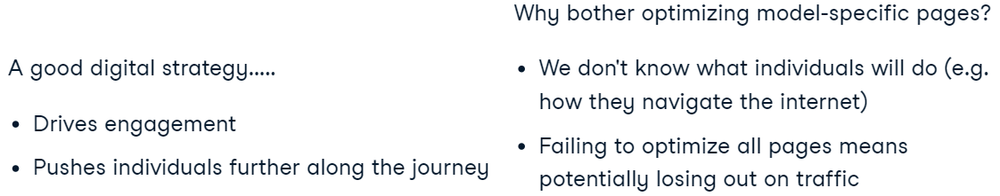 A good digital strategy.....
• Drives engagement
• Pushes individuals further along the journey
Why bother optimizing model-specific pages?
• We don't know what individuals will do (e.g.
how they navigate the internet)
• Failing to optimize all pages means
potentially losing out on traffic